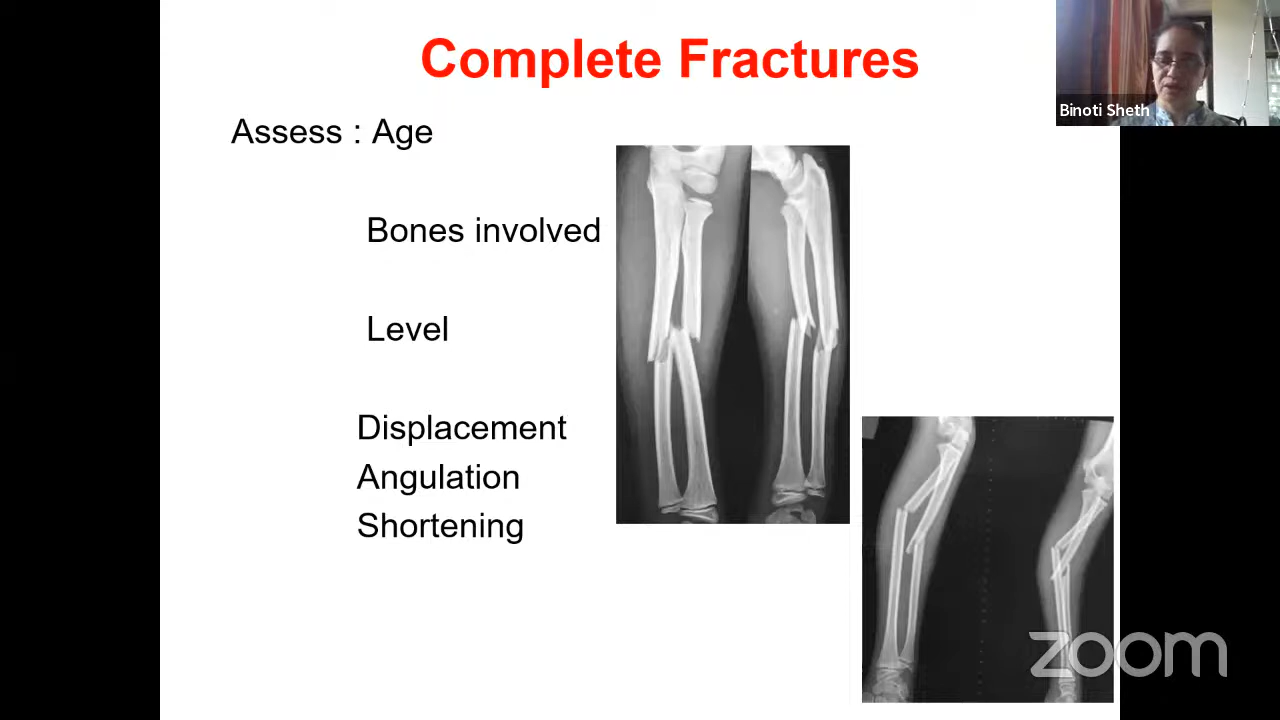 Complete Fractures
Binoti Sheth
Assess : Age
Bones involved
Level
Displacement
Angulation
Shortening
zoom